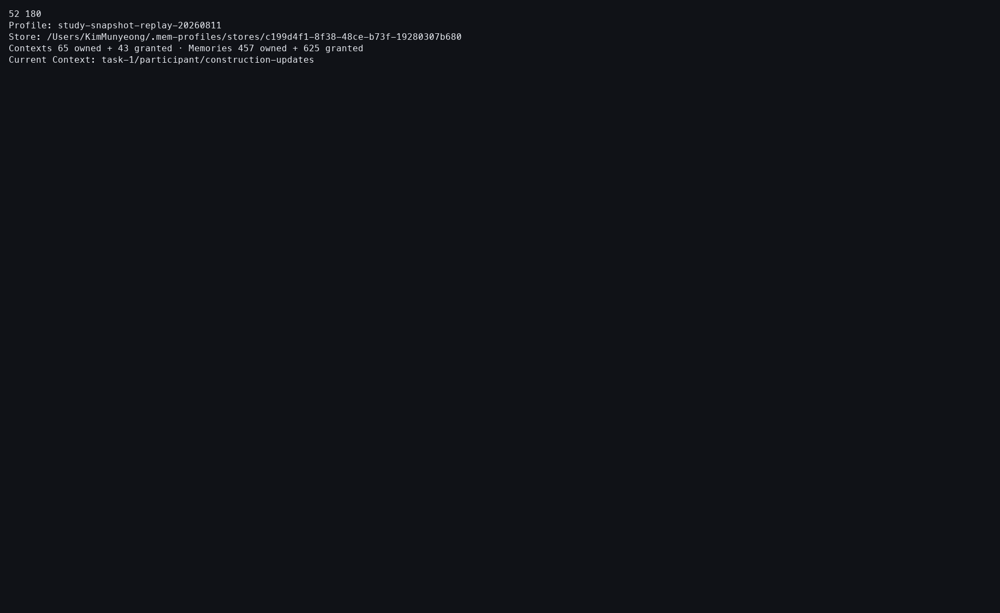 52 180
Profile: study-snapshot-replay-20260811
Store: /Users/KimMunyeong/.mem-profiles/stores/c199d4f1-8f38-48ce-b73f-19280307b680
Contexts 65 owned + 43 granted · Memories 457 owned + 625 granted
Current Context: task-1/participant/construction-updates